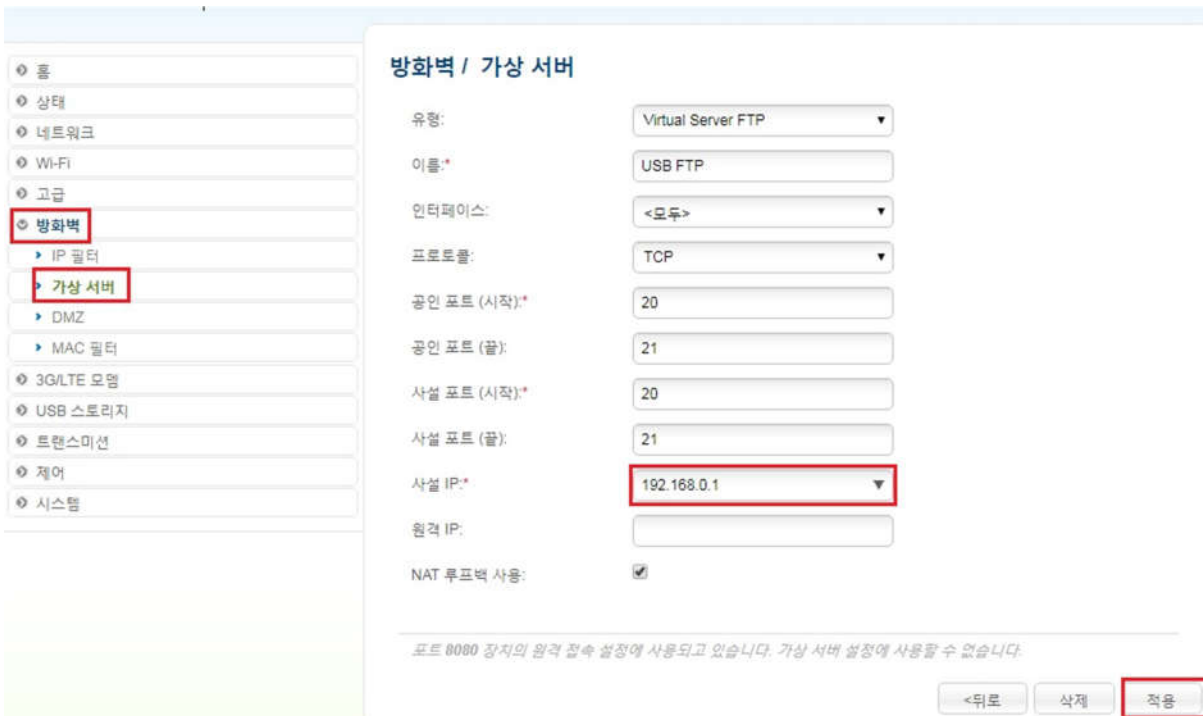 홈
상태
네트워크
Wi-Fi
고급
방화벽
IP 필터
가상 서버
DMZ
MAC 필터
3G/LTE 모뎀
USB 스토리지
트랜스미션
제어
시스템
방화벽 / 가상 서버
유형: Virtual Server FTP
이름:* USB FTP
인터페이스: <모두>
프로토콜: TCP
공인 포트 (시작):* 20
공인 포트 (끝): 21
사설 포트 (시작):* 20
사설 포트 (끝): 21
사설 IP:* 192.168.0.1
원격 IP:
NAT 루프백 사용:
포트 8080 장치의 원격 접속 설정에 사용되고 있습니다. 가상 서버 설정에 사용할 수 없습니다.
<뒤로 삭제 적용